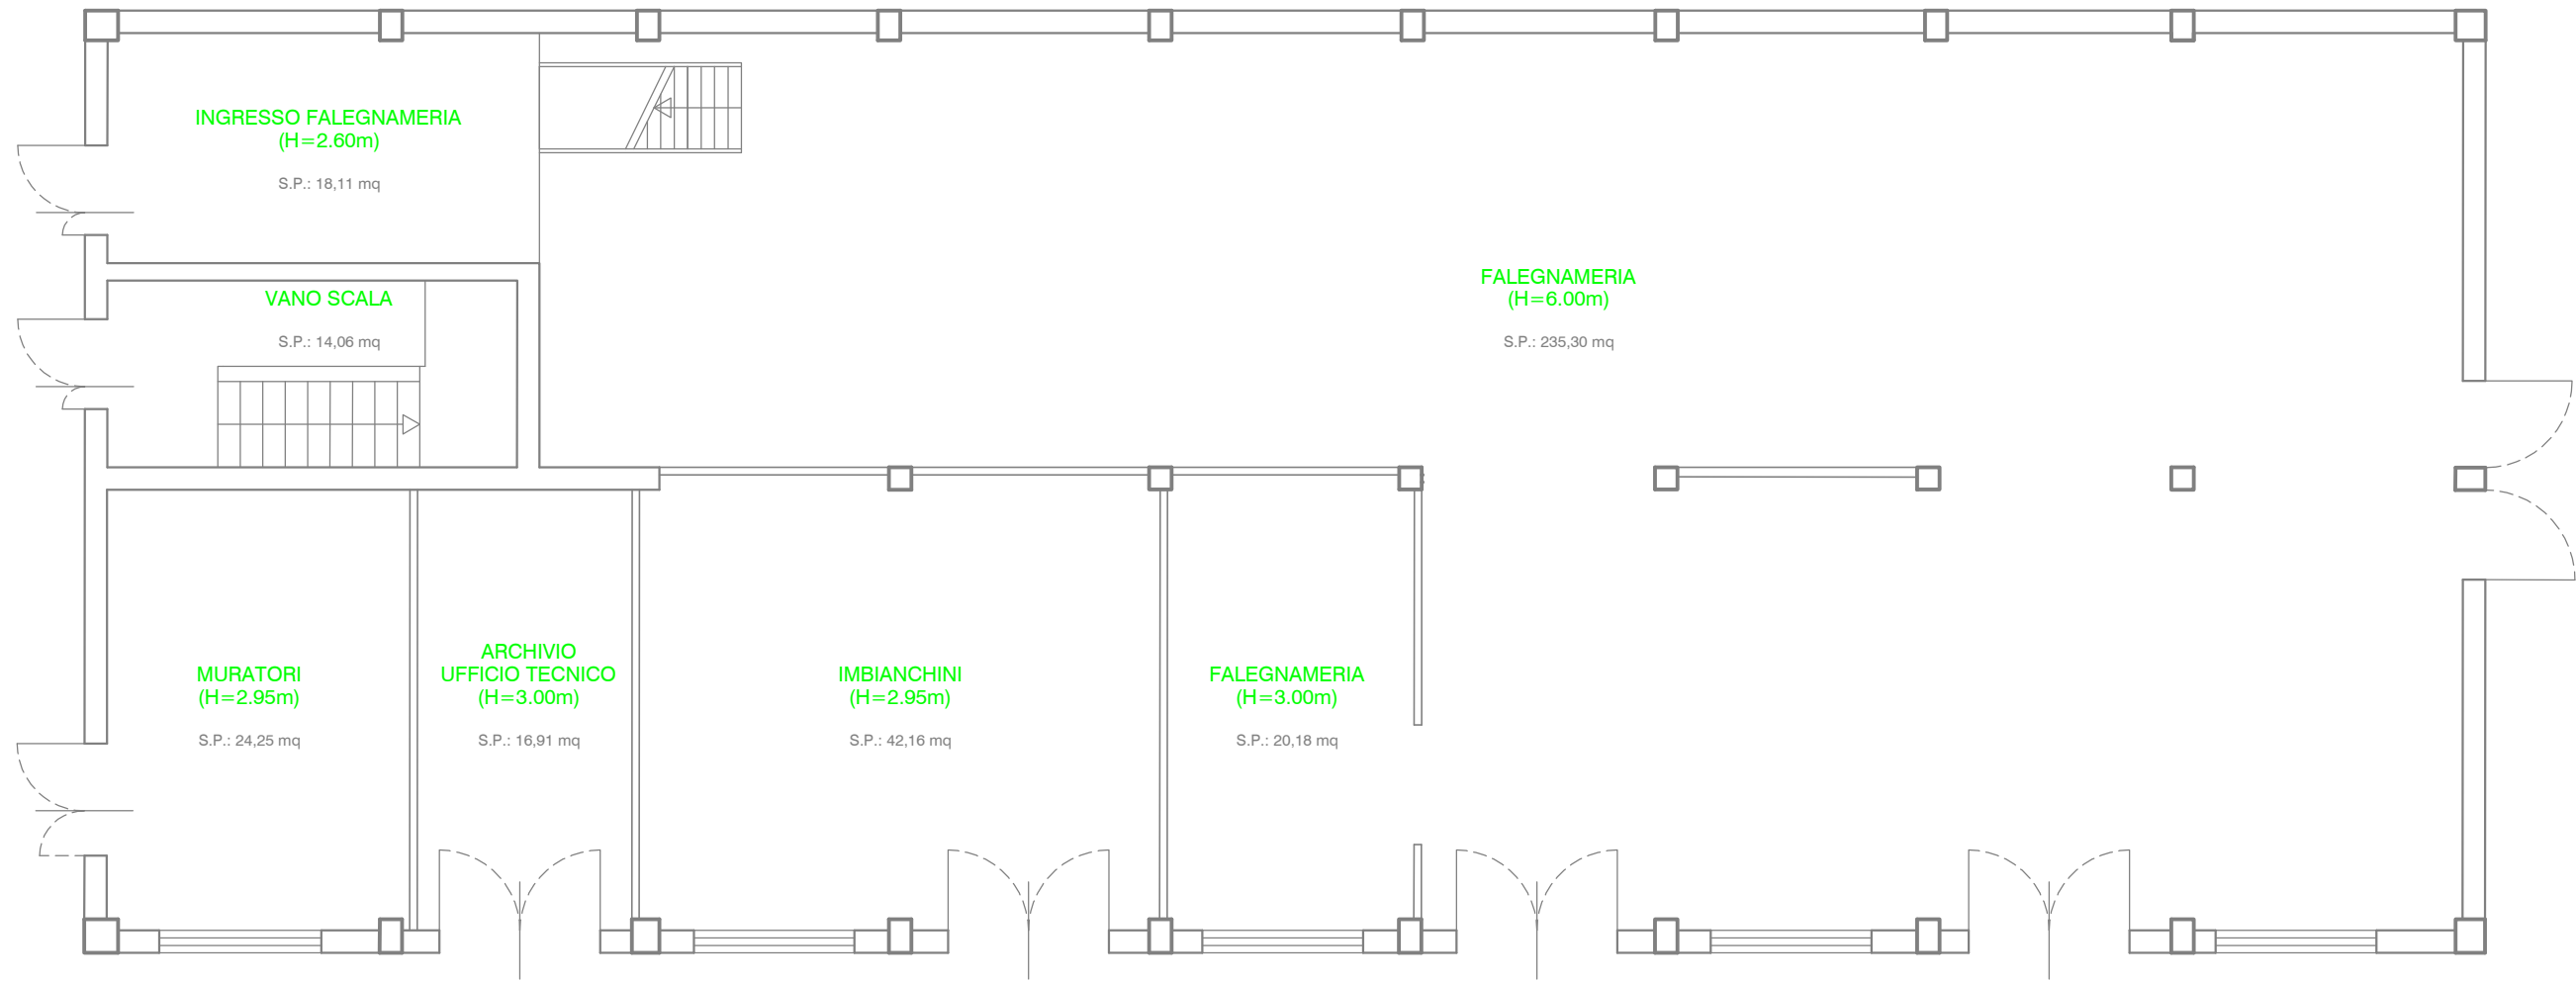 INGRESSO FALEGNAMERIA
(H=2.60m)
S.P.: 18,11 mq
VANO SCALA
S.P.: 14,06 mq
FALEGNAMERIA
(H=6.00m)
S.P.: 235,30 mq
MURATORI
(H=2.95m)
S.P.: 24,25 mq
ARCHIVIO
UFFICIO TECNICO
(H=3.00m)
S.P.: 16,91 mq
IMBIANCHINI
(H=2.95m)
S.P.: 42,16 mq
FALEGNAMERIA
(H=3.00m)
S.P.: 20,18 mq